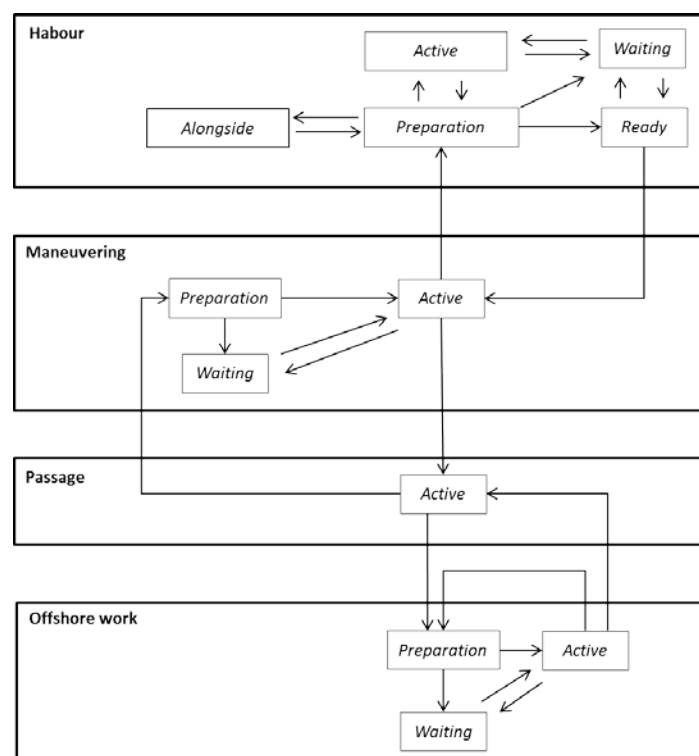 Habour
Active
Waiting
Alongside
Preparation
Ready
Maneuvering
Preparation
Active
Waiting
Passage
Active
Offshore work
Preparation
Active
Waiting